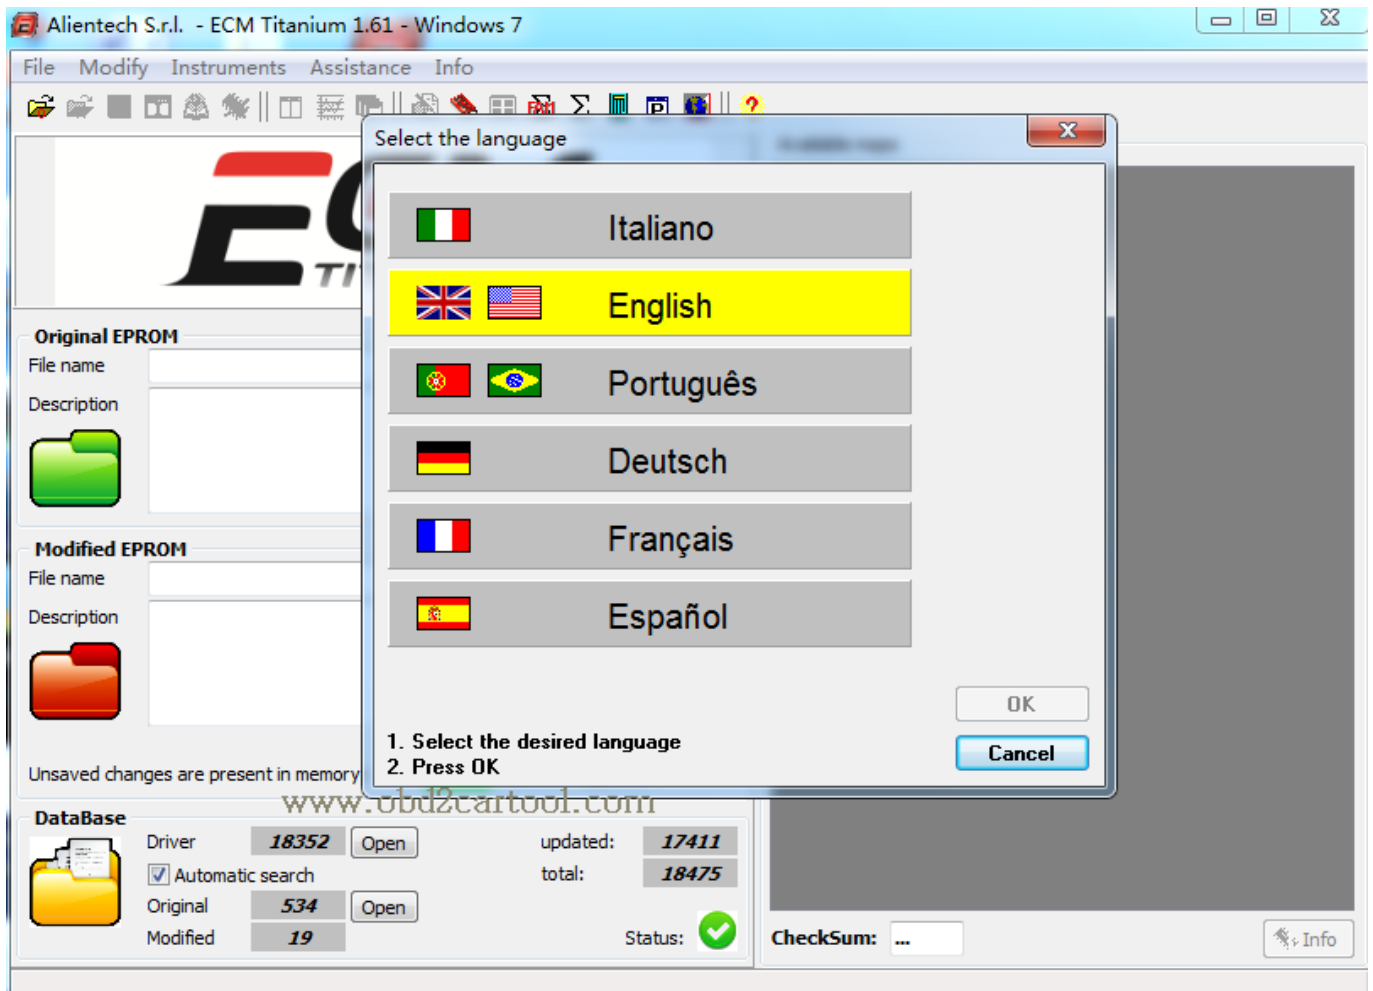 Alientech S.r.l. - ECM Titanium 1.61 - Windows 7
File Modify Instruments Assistance Info
Select the language
Italiano
English
Português
Deutsch
Français
Español
1. Select the desired language
2. Press OK
OK
Cancel
Original EPROM
File name
Description
Modified EPROM
File name
Description
Unsaved changes are present in memory
www.obd2cartool.com
DataBase
Driver 18352 Open updated: 17411
Automatic search total: 18475
Original 534 Open
Modified 19 Status:
CheckSum: ... Info